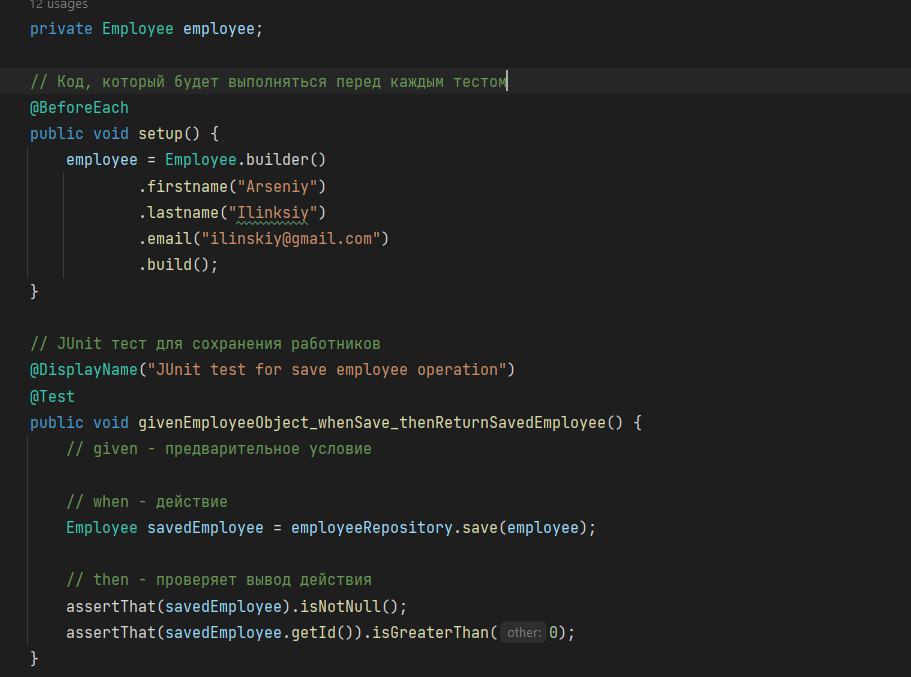 12 usages
private Employee employee;
// Код, который будет выполняться перед каждым тестом
@BeforeEach
public void setup() {
employee = Employee.builder()
.firstname("Arseniy")
.lastname("Ilinksiy")
.email("ilinskiy@gmail.com")
.build();
}
// JUnit тест для сохранения работников
@DisplayName("JUnit test for save employee operation")
@Test
public void givenEmployeeObject_whenSave_thenReturnSavedEmployee() {
// given - предварительное условие
// when - действие
Employee savedEmployee = employeeRepository.save(employee);
// then - проверяет вывод действия
assertThat(savedEmployee).isNotNull();
assertThat(savedEmployee.getId()).isGreaterThan( other: 0);
}